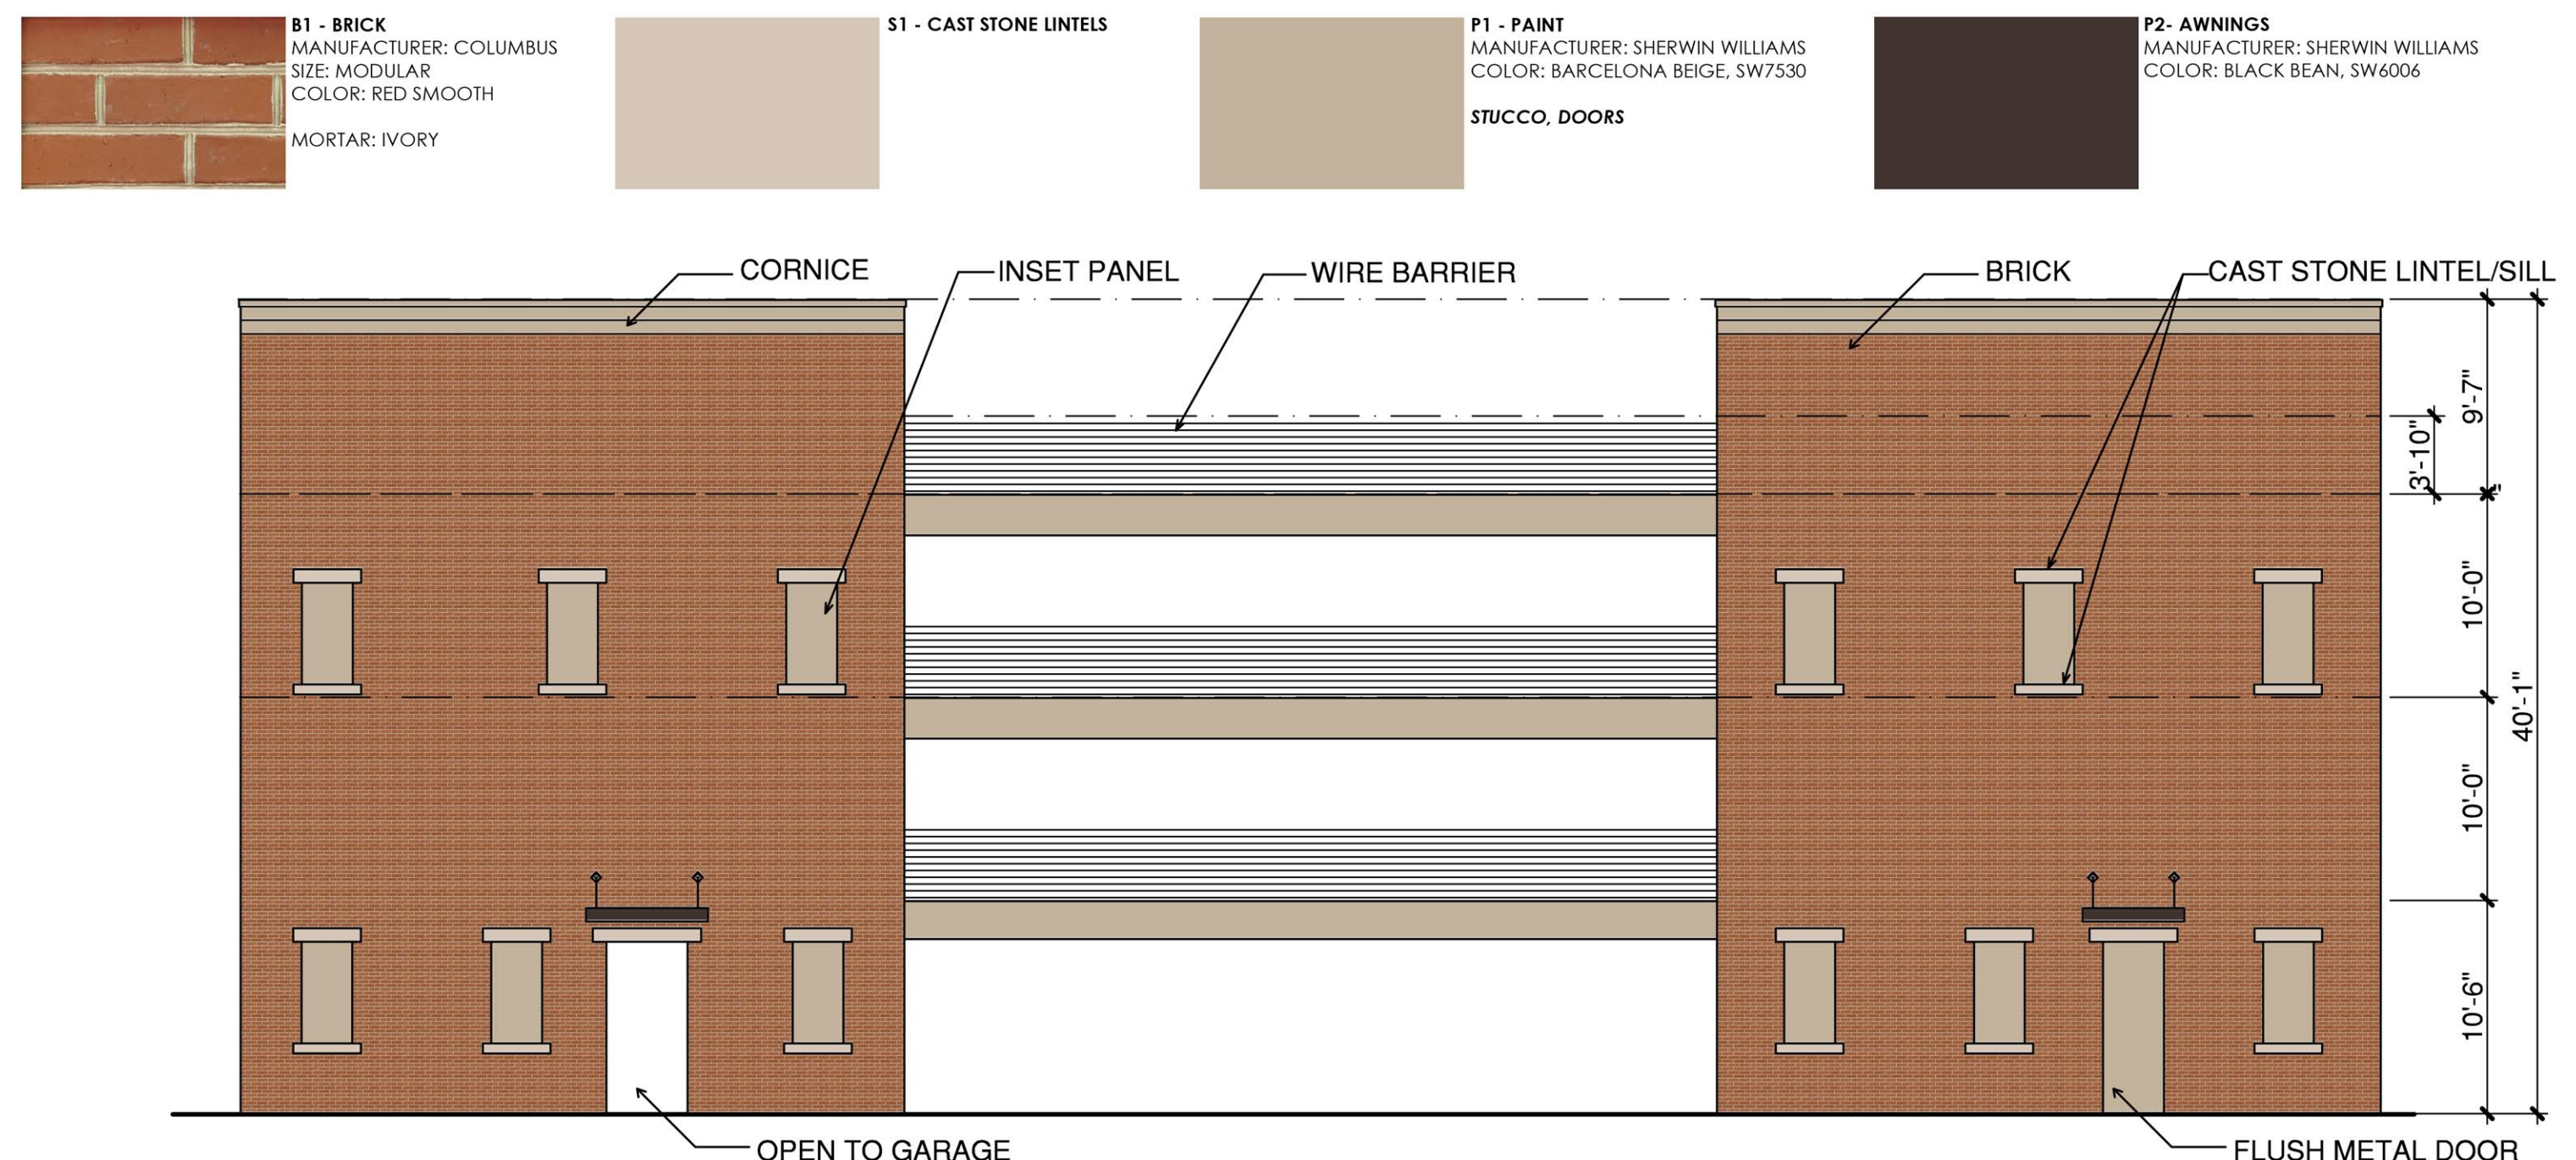 B1 - BRICK
MANUFACTURER: COLUMBUS
SIZE: MODULAR
COLOR: RED SMOOTH
MORTAR: IVORY
S1 - CAST STONE LINTELS
P1 - PAINT
MANUFACTURER: SHERWIN WILLIAMS
COLOR: BARCELONA BEIGE, SW7530
STUCCO, DOORS
P2- AWNINGS
MANUFACTURER: SHERWIN WILLIAMS
COLOR: BLACK BEAN, SW6006
CORNICE
INSET PANEL
WIRE BARRIER
BRICK
CAST STONE LINTEL/SILL
9'-7"
3'-10"
10'-0"
40'-1"
10'-0"
10'-6"
OPEN TO GARAGE
FLUSH METAL DOOR